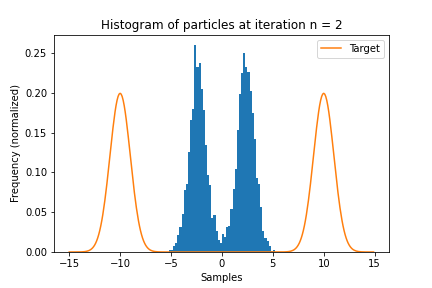 Histogram of particles at iteration n = 2
Target
Frequency (normalized)
0.25
0.20
0.15
0.10
0.05
0.00
−15 −10 −5 0 5 10 15
Samples